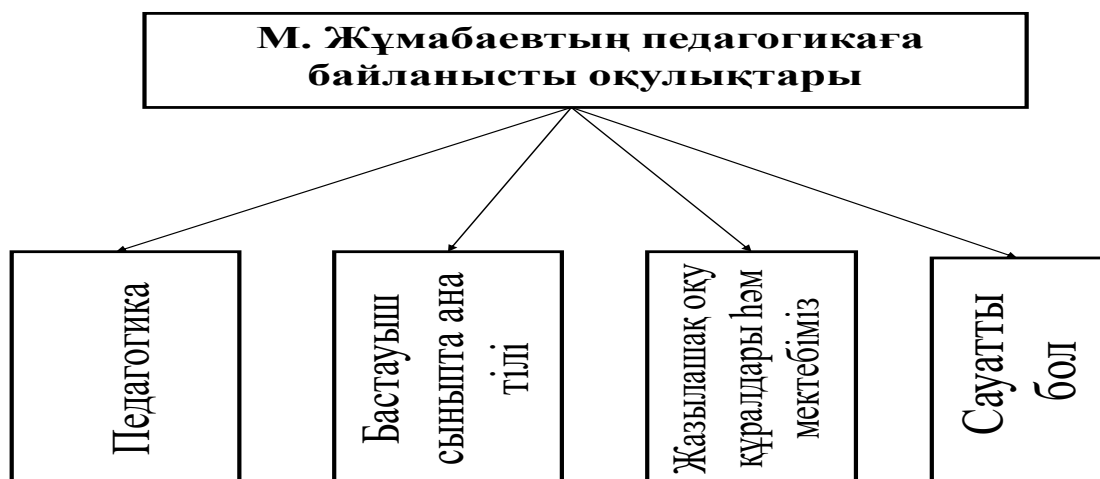 М. Жұмабаевтың педагогикаға
байланысты оқулықтары
Педагогика
Бастауыш
сыныпта ана
тілі
Жазылашақ оқу
құралдары һәм
мектебіміз
Сауатты
бол